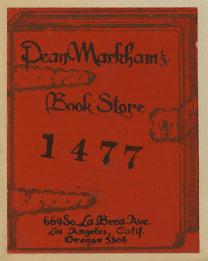 Dean Markham's
Book Store
1477
669 So. La Brea Ave.
Los Angeles, Calif.
Oregon 5306